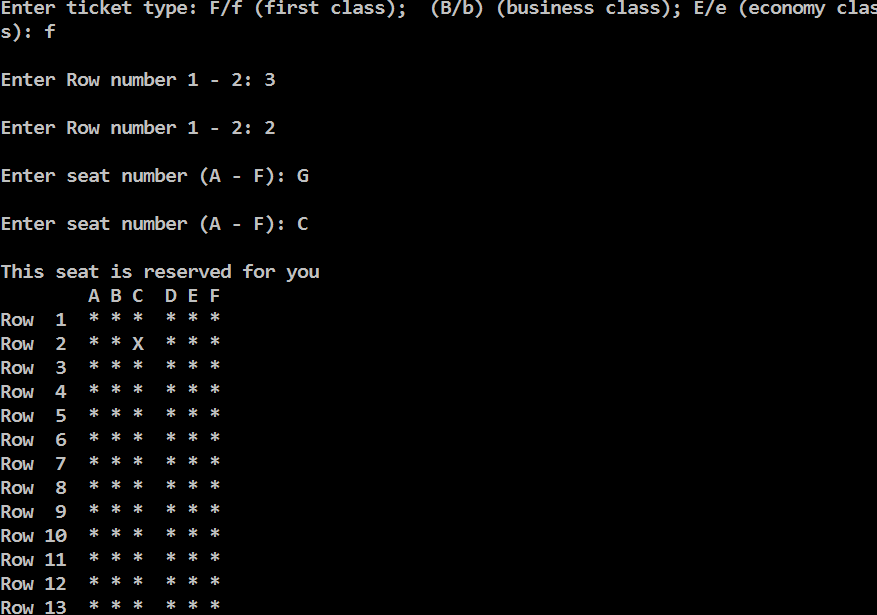 Enter ticket type: F/f (first class);  (B/b) (business class); E/e (economy clas
s): f
Enter Row number 1 - 2: 3
Enter Row number 1 - 2: 2
Enter seat number (A - F): G
Enter seat number (A - F): C
This seat is reserved for you
        A B C  D E F
Row  1  * * *  * * *
Row  2  * * X  * * *
Row  3  * * *  * * *
Row  4  * * *  * * *
Row  5  * * *  * * *
Row  6  * * *  * * *
Row  7  * * *  * * *
Row  8  * * *  * * *
Row  9  * * *  * * *
Row 10  * * *  * * *
Row 11  * * *  * * *
Row 12  * * *  * * *
Row 13  * * *  * * *